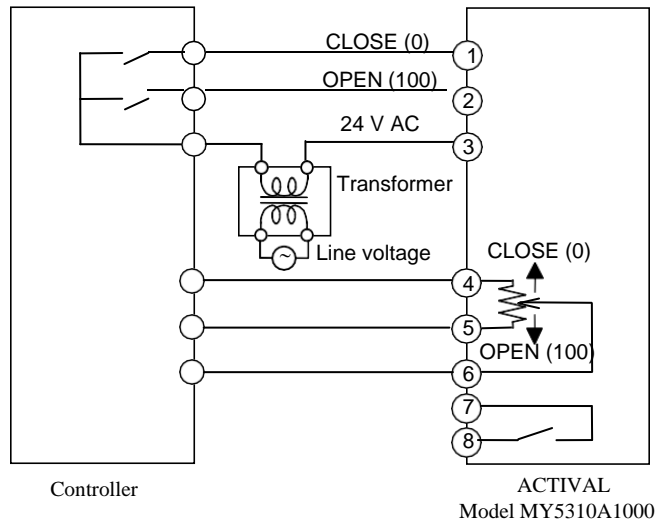 CLOSE (0)
1
OPEN (100)
2
24 V AC
3
Transformer
~
Line voltage
CLOSE (0)
4
5
OPEN (100)
6
7
8
Controller
ACTIVAL
Model MY5310A1000